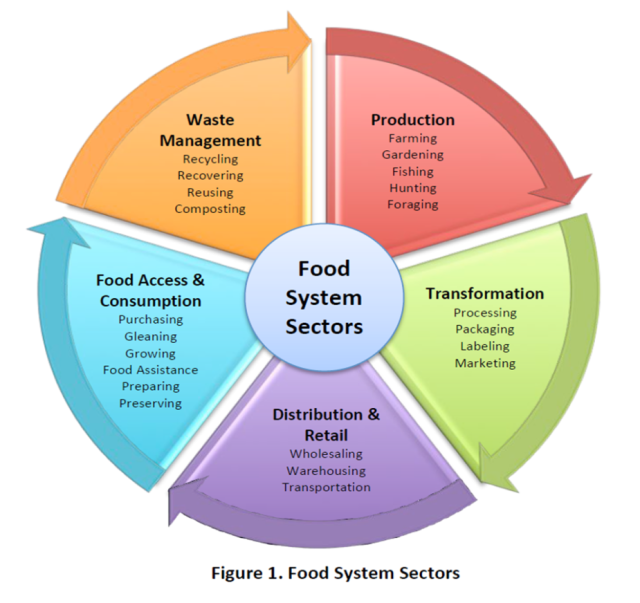 Waste
Management
Recycling
Recovering
Reusing
Composting
Production
Farming
Gardening
Fishing
Hunting
Foraging
Food
System
Sectors
Food Access &
Consumption
Purchasing
Gleaning
Growing
Food Assistance
Preparing
Preserving
Transformation
Processing
Packaging
Labeling
Marketing
Distribution &
Retail
Wholesaling
Warehousing
Transportation
Figure 1. Food System Sectors